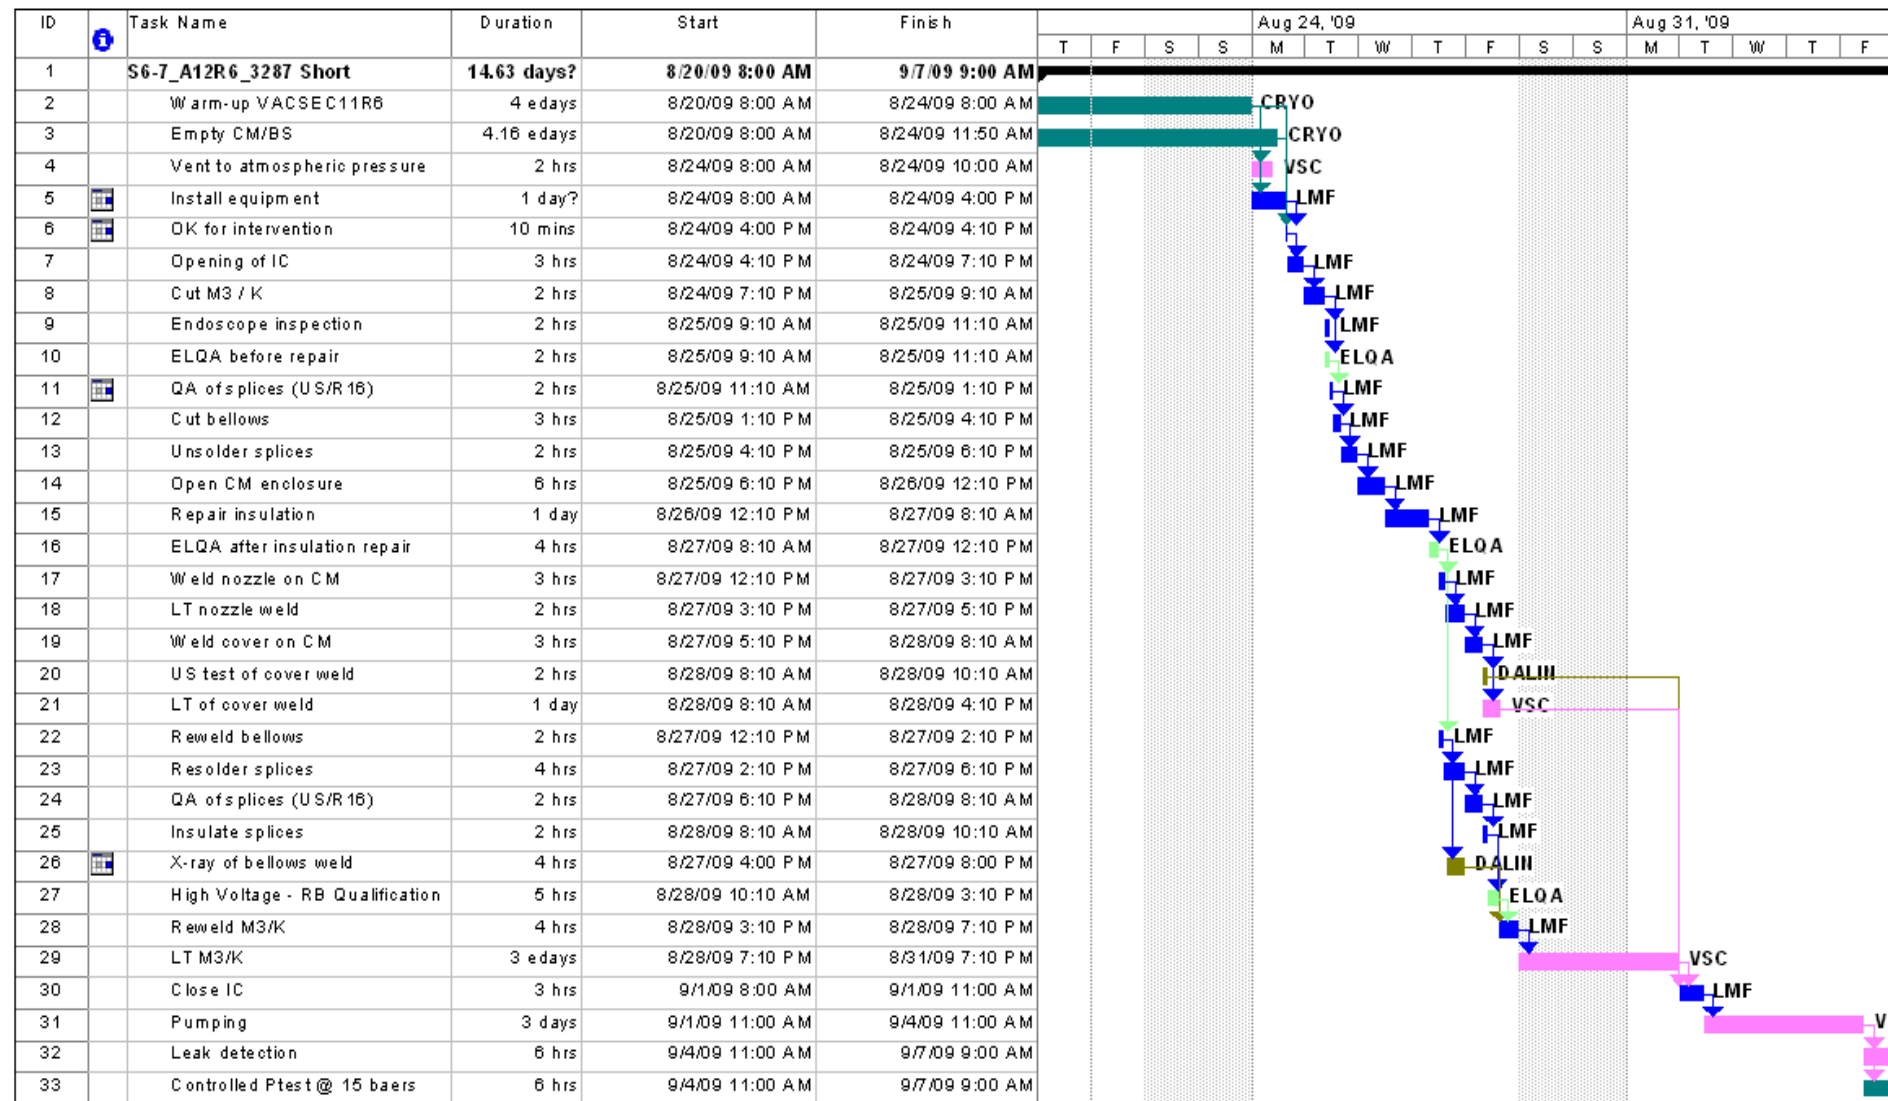 ID Task Name Duration Start Finish Aug 24, '09 Aug 31, '09
T F S S M T W T F S S M T W T F
1 S6-7_A12R6_3287 Short 14.63 days? 8/20/09 8:00 AM 9/7/09 9:00 AM
2 Warm-up VACSEC11R6 4 edays 8/20/09 8:00 AM 8/24/09 8:00 AM CRYO
3 Empty CM/BS 4.16 edays 8/20/09 8:00 AM 8/24/09 11:50 AM CRYO
4 Vent to atmospheric pressure 2 hrs 8/24/09 8:00 AM 8/24/09 10:00 AM VSC
5 Install equipment 1 day? 8/24/09 8:00 AM 8/24/09 4:00 PM LMF
6 OK for intervention 10 mins 8/24/09 4:00 PM 8/24/09 4:10 PM
7 Opening of IC 3 hrs 8/24/09 4:10 PM 8/24/09 7:10 PM LMF
8 Cut M3 / K 2 hrs 8/24/09 7:10 PM 8/25/09 9:10 AM LMF
9 Endoscope inspection 2 hrs 8/25/09 9:10 AM 8/25/09 11:10 AM LMF
10 ELQA before repair 2 hrs 8/25/09 9:10 AM 8/25/09 11:10 AM ELQA
11 QA of splices (US/R16) 2 hrs 8/25/09 11:10 AM 8/25/09 1:10 PM LMF
12 Cut bellows 3 hrs 8/25/09 1:10 PM 8/25/09 4:10 PM LMF
13 Unsolder splices 2 hrs 8/25/09 4:10 PM 8/25/09 6:10 PM LMF
14 Open CM enclosure 6 hrs 8/25/09 6:10 PM 8/26/09 12:10 PM LMF
15 Repair insulation 1 day 8/26/09 12:10 PM 8/27/09 8:10 AM LMF
16 ELQA after insulation repair 4 hrs 8/27/09 8:10 AM 8/27/09 12:10 PM ELQA
17 Weld nozzle on CM 3 hrs 8/27/09 12:10 PM 8/27/09 3:10 PM LMF
18 LT nozzle weld 2 hrs 8/27/09 3:10 PM 8/27/09 5:10 PM LMF
19 Weld cover on CM 3 hrs 8/27/09 5:10 PM 8/28/09 8:10 AM LMF
20 US test of cover weld 2 hrs 8/28/09 8:10 AM 8/28/09 10:10 AM DALIN
21 LT of cover weld 1 day 8/28/09 8:10 AM 8/28/09 4:10 PM VSC
22 Reweld bellows 2 hrs 8/27/09 12:10 PM 8/27/09 2:10 PM LMF
23 Resolder splices 4 hrs 8/27/09 2:10 PM 8/27/09 6:10 PM LMF
24 QA of splices (US/R16) 2 hrs 8/27/09 6:10 PM 8/28/09 8:10 AM LMF
25 Insulate splices 2 hrs 8/28/09 8:10 AM 8/28/09 10:10 AM LMF
26 X-ray of bellows weld 4 hrs 8/27/09 4:00 PM 8/27/09 8:00 PM DALIN
27 High Voltage - RB Qualification 5 hrs 8/28/09 10:10 AM 8/28/09 3:10 PM ELQA
28 Reweld M3/K 4 hrs 8/28/09 3:10 PM 8/28/09 7:10 PM LMF
29 LT M3/K 3 edays 8/28/09 7:10 PM 8/31/09 7:10 PM VSC
30 Close IC 3 hrs 9/1/09 8:00 AM 9/1/09 11:00 AM LMF
31 Pumping 3 days 9/1/09 11:00 AM 9/4/09 11:00 AM V
32 Leak detection 6 hrs 9/4/09 11:00 AM 9/7/09 9:00 AM
33 Controlled Ptest @ 15 baers 6 hrs 9/4/09 11:00 AM 9/7/09 9:00 AM